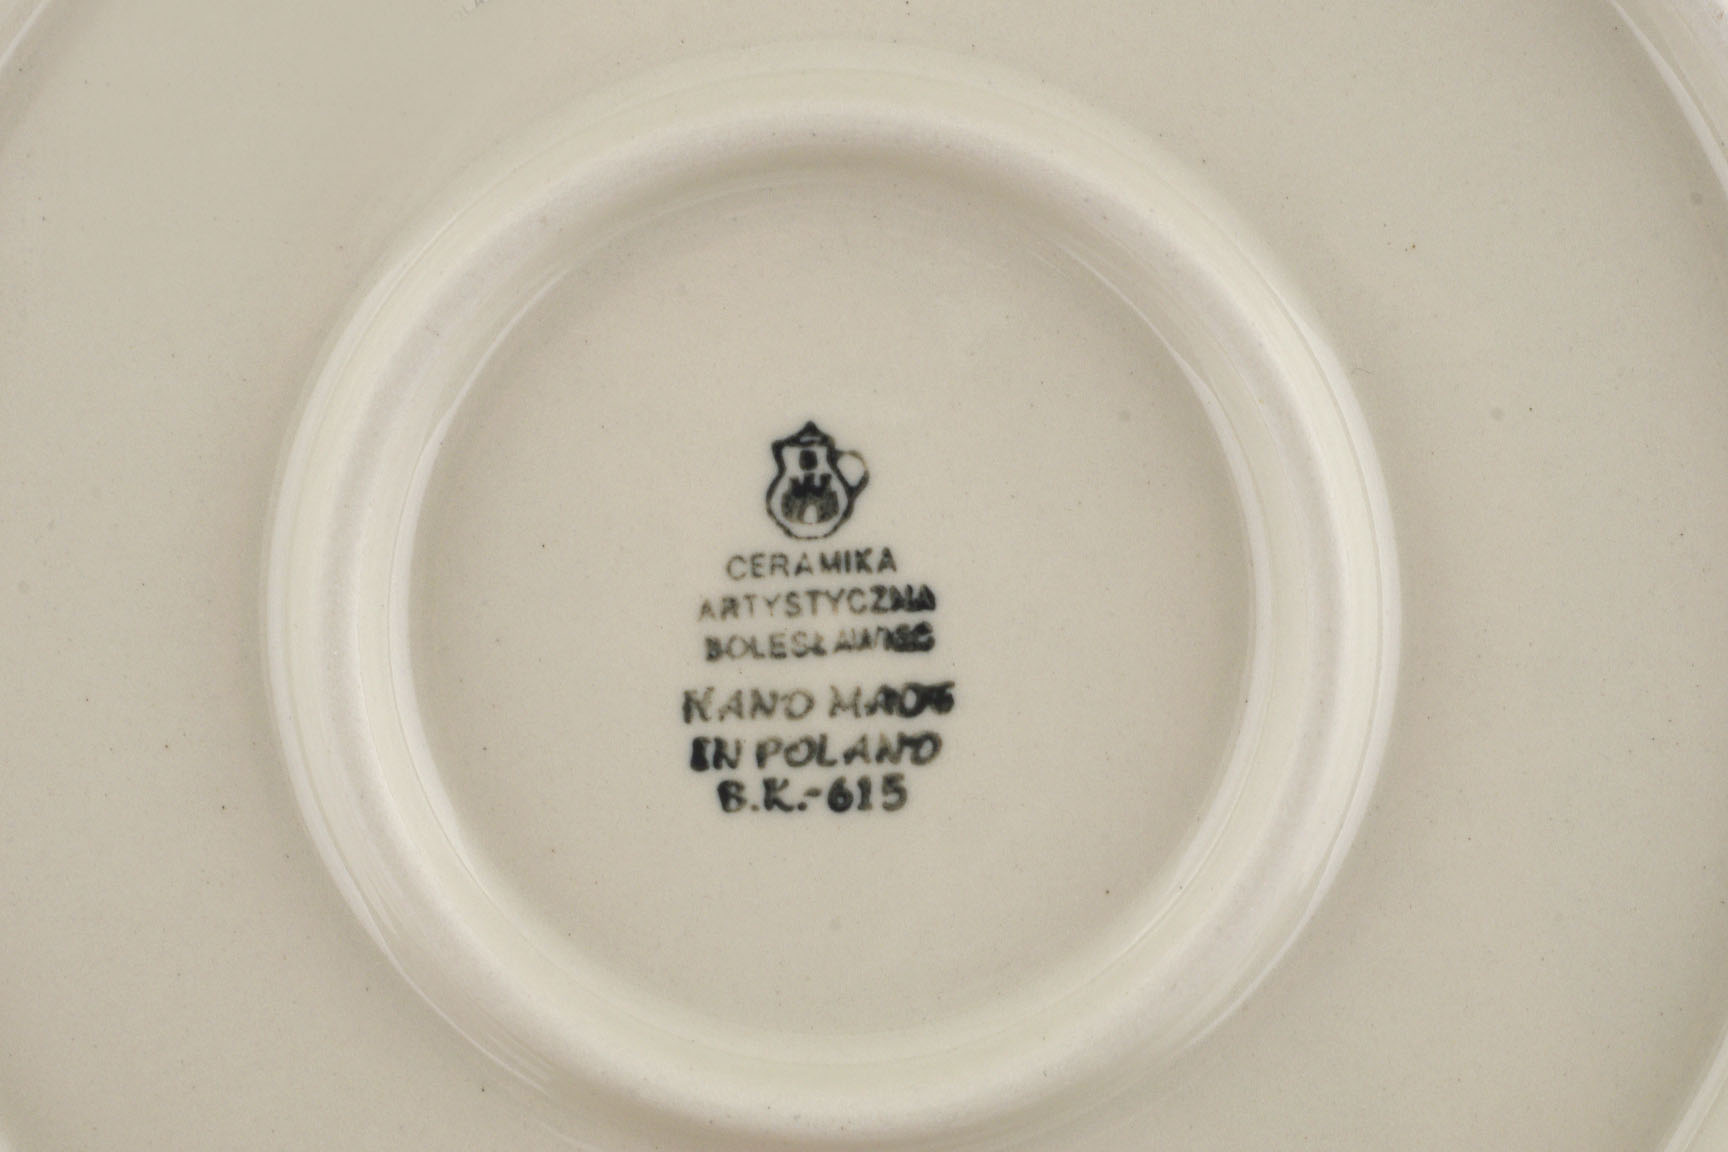 CERAMIKA
ARTYSTYCZNA
BOLESŁAWIEC
HAND MADE
IN POLAND
B.K.-615